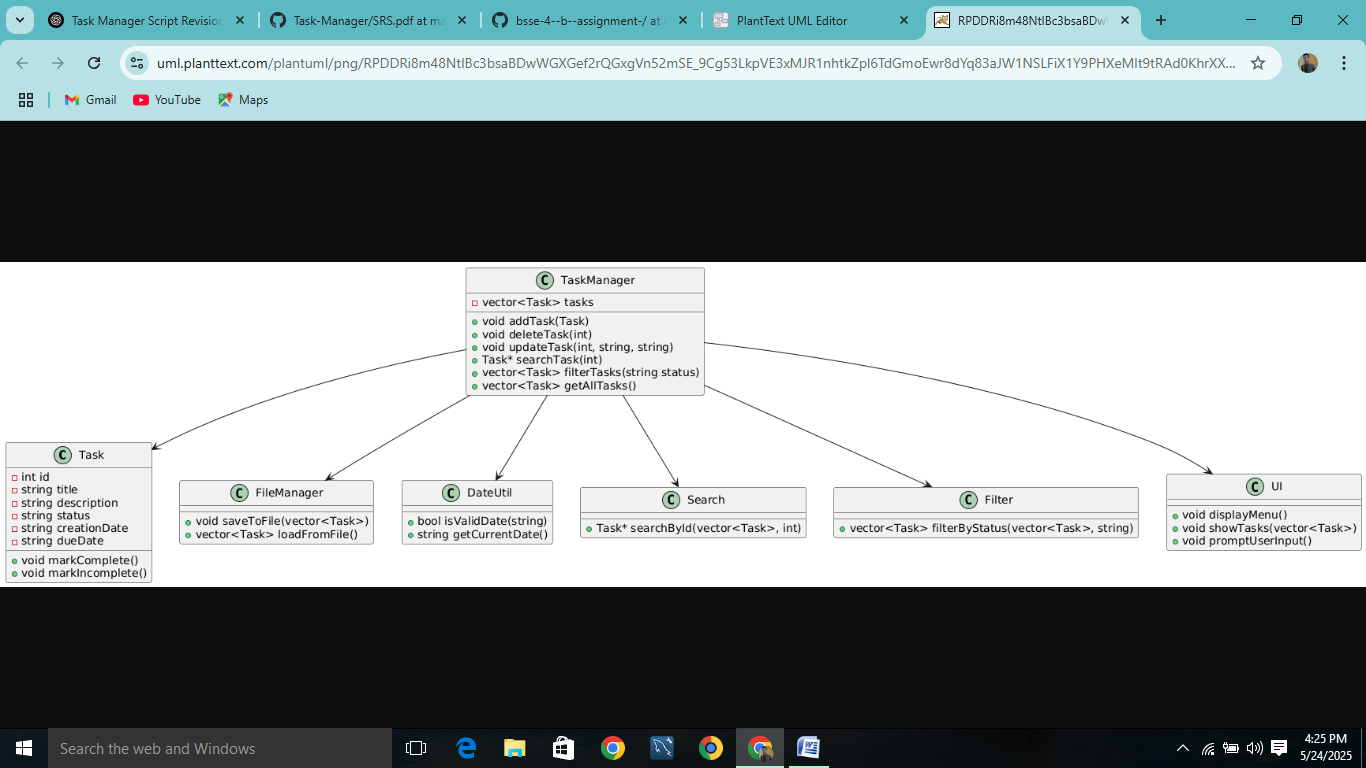 Task Manager Script Revision
Task-Manager/SRS.pdf at ma
bsse-4--b--assignment-/ at
PlantText UML Editor
RPDDRi8m48NtlBc3bsaBDw
uml.planttext.com/plantuml/png/RPDDRi8m48NtlBc3bsaBDwWGXGef2rQGxgVn52mSE_9Cg53LkpVE3xMJR1nhtkZpl6TdGmoEwr8dYq83aJW1NSLFiX1Y9PHXeMIt9tRAd0KhrXX...
Gmail
YouTube
Maps
C TaskManager
vector<Task> tasks
void addTask(Task)
void deleteTask(int)
void updateTask(int, string, string)
Task* searchTask(int)
vector<Task> filterTasks(string status)
vector<Task> getAllTasks()
C Task
int id
string title
string description
string status
string creationDate
string dueDate
void markComplete()
void markIncomplete()
C FileManager
void saveToFile(vector<Task>)
vector<Task> loadFromFile()
C DateUtil
bool isValidDate(string)
string getCurrentDate()
C Search
Task* searchById(vector<Task>, int)
C Filter
vector<Task> filterByStatus(vector<Task>, string)
C UI
void displayMenu()
void showTasks(vector<Task>)
void promptUserInput()
Search the web and Windows
4:25 PM
5/24/2025